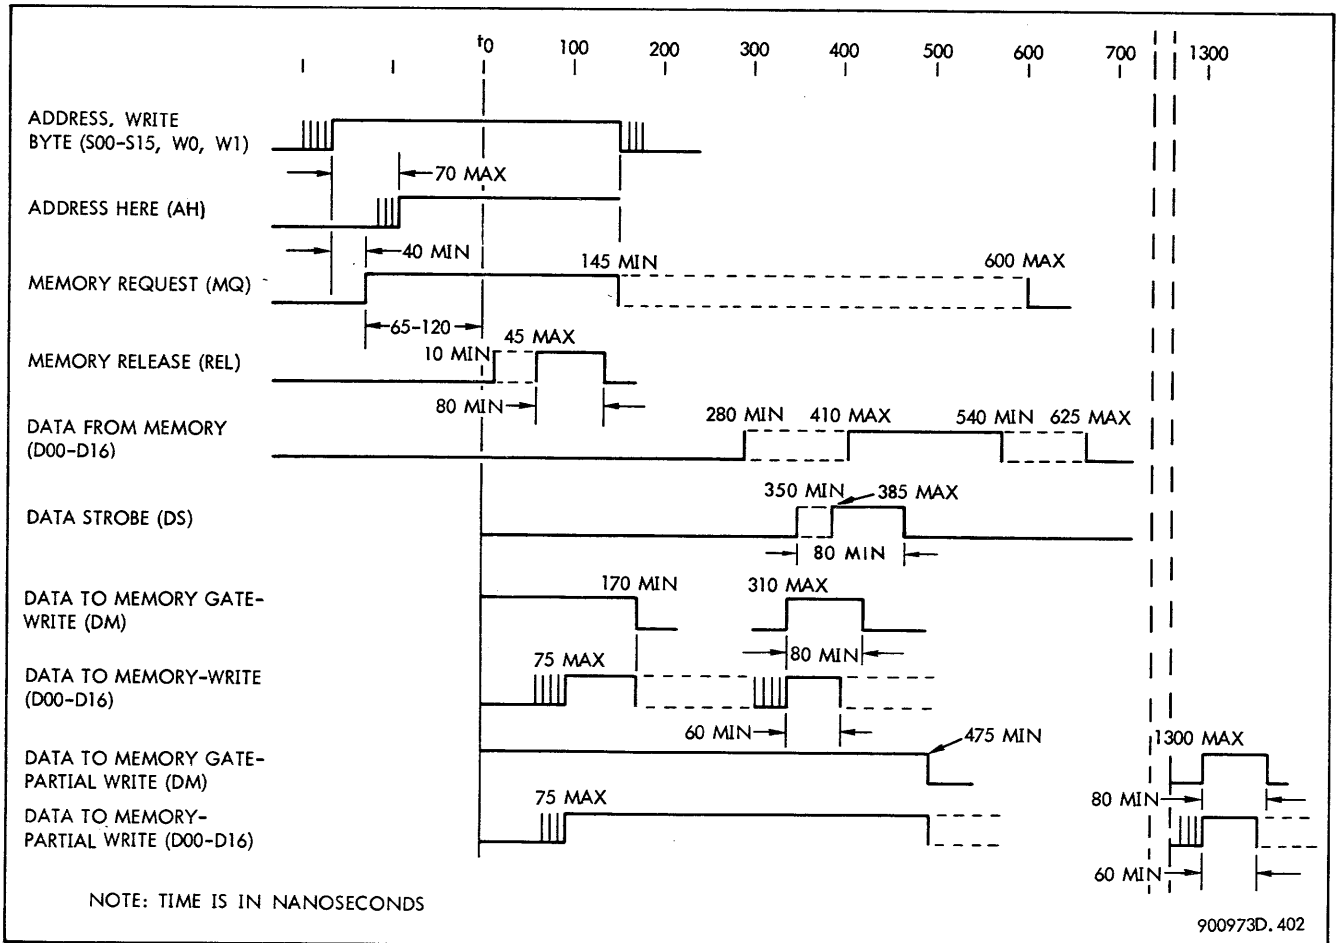 t0 100 200 300 400 500 600 700 1300
ADDRESS, WRITE
BYTE (S00-S15, W0, W1)
70 MAX
ADDRESS HERE (AH)
40 MIN
145 MIN
600 MAX
MEMORY REQUEST (MQ)
65-120
45 MAX
10 MIN
MEMORY RELEASE (REL)
80 MIN
280 MIN 410 MAX 540 MIN 625 MAX
DATA FROM MEMORY
(D00-D16)
350 MIN 385 MAX
DATA STROBE (DS)
80 MIN
170 MIN 310 MAX
DATA TO MEMORY GATE-
WRITE (DM)
80 MIN
75 MAX
DATA TO MEMORY-WRITE
(D00-D16)
60 MIN
475 MIN
1300 MAX
DATA TO MEMORY GATE-
PARTIAL WRITE (DM)
80 MIN
75 MAX
DATA TO MEMORY-
PARTIAL WRITE (D00-D16)
60 MIN
NOTE: TIME IS IN NANOSECONDS
900973D.402